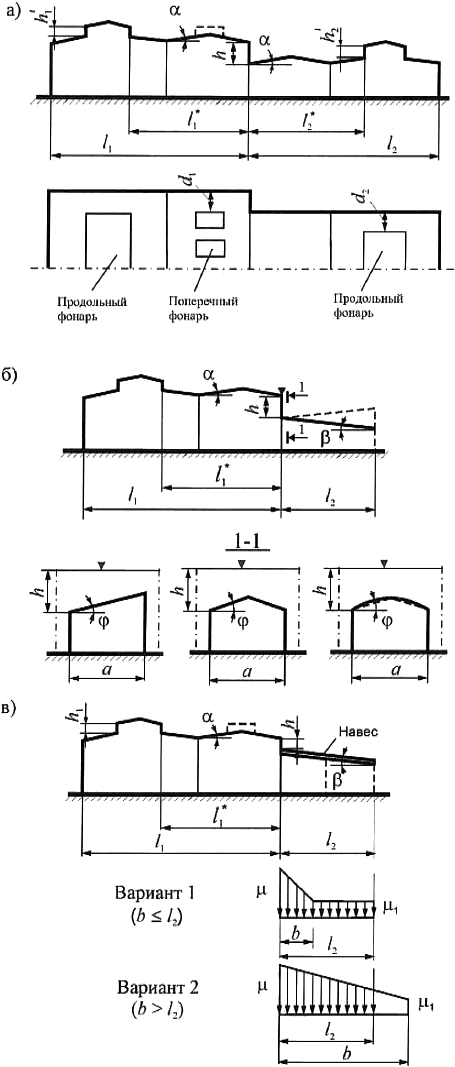 а)
h₁' α α h h₂'
l₁* l₂*
l₁ l₂
d₁ d₂
Продольный фонарь
Поперечный фонарь
Продольный фонарь
б)
α h 1 1 β
l₁*
l₁ l₂
1-1
h φ h φ h φ
a a a
в)
h₁ α h Навес
β
l₁*
l₁ l₂
Вариант 1
(b ≤ l₂)
μ μ₁
b
l₂
Вариант 2
(b > l₂)
μ μ₁
l₂
b